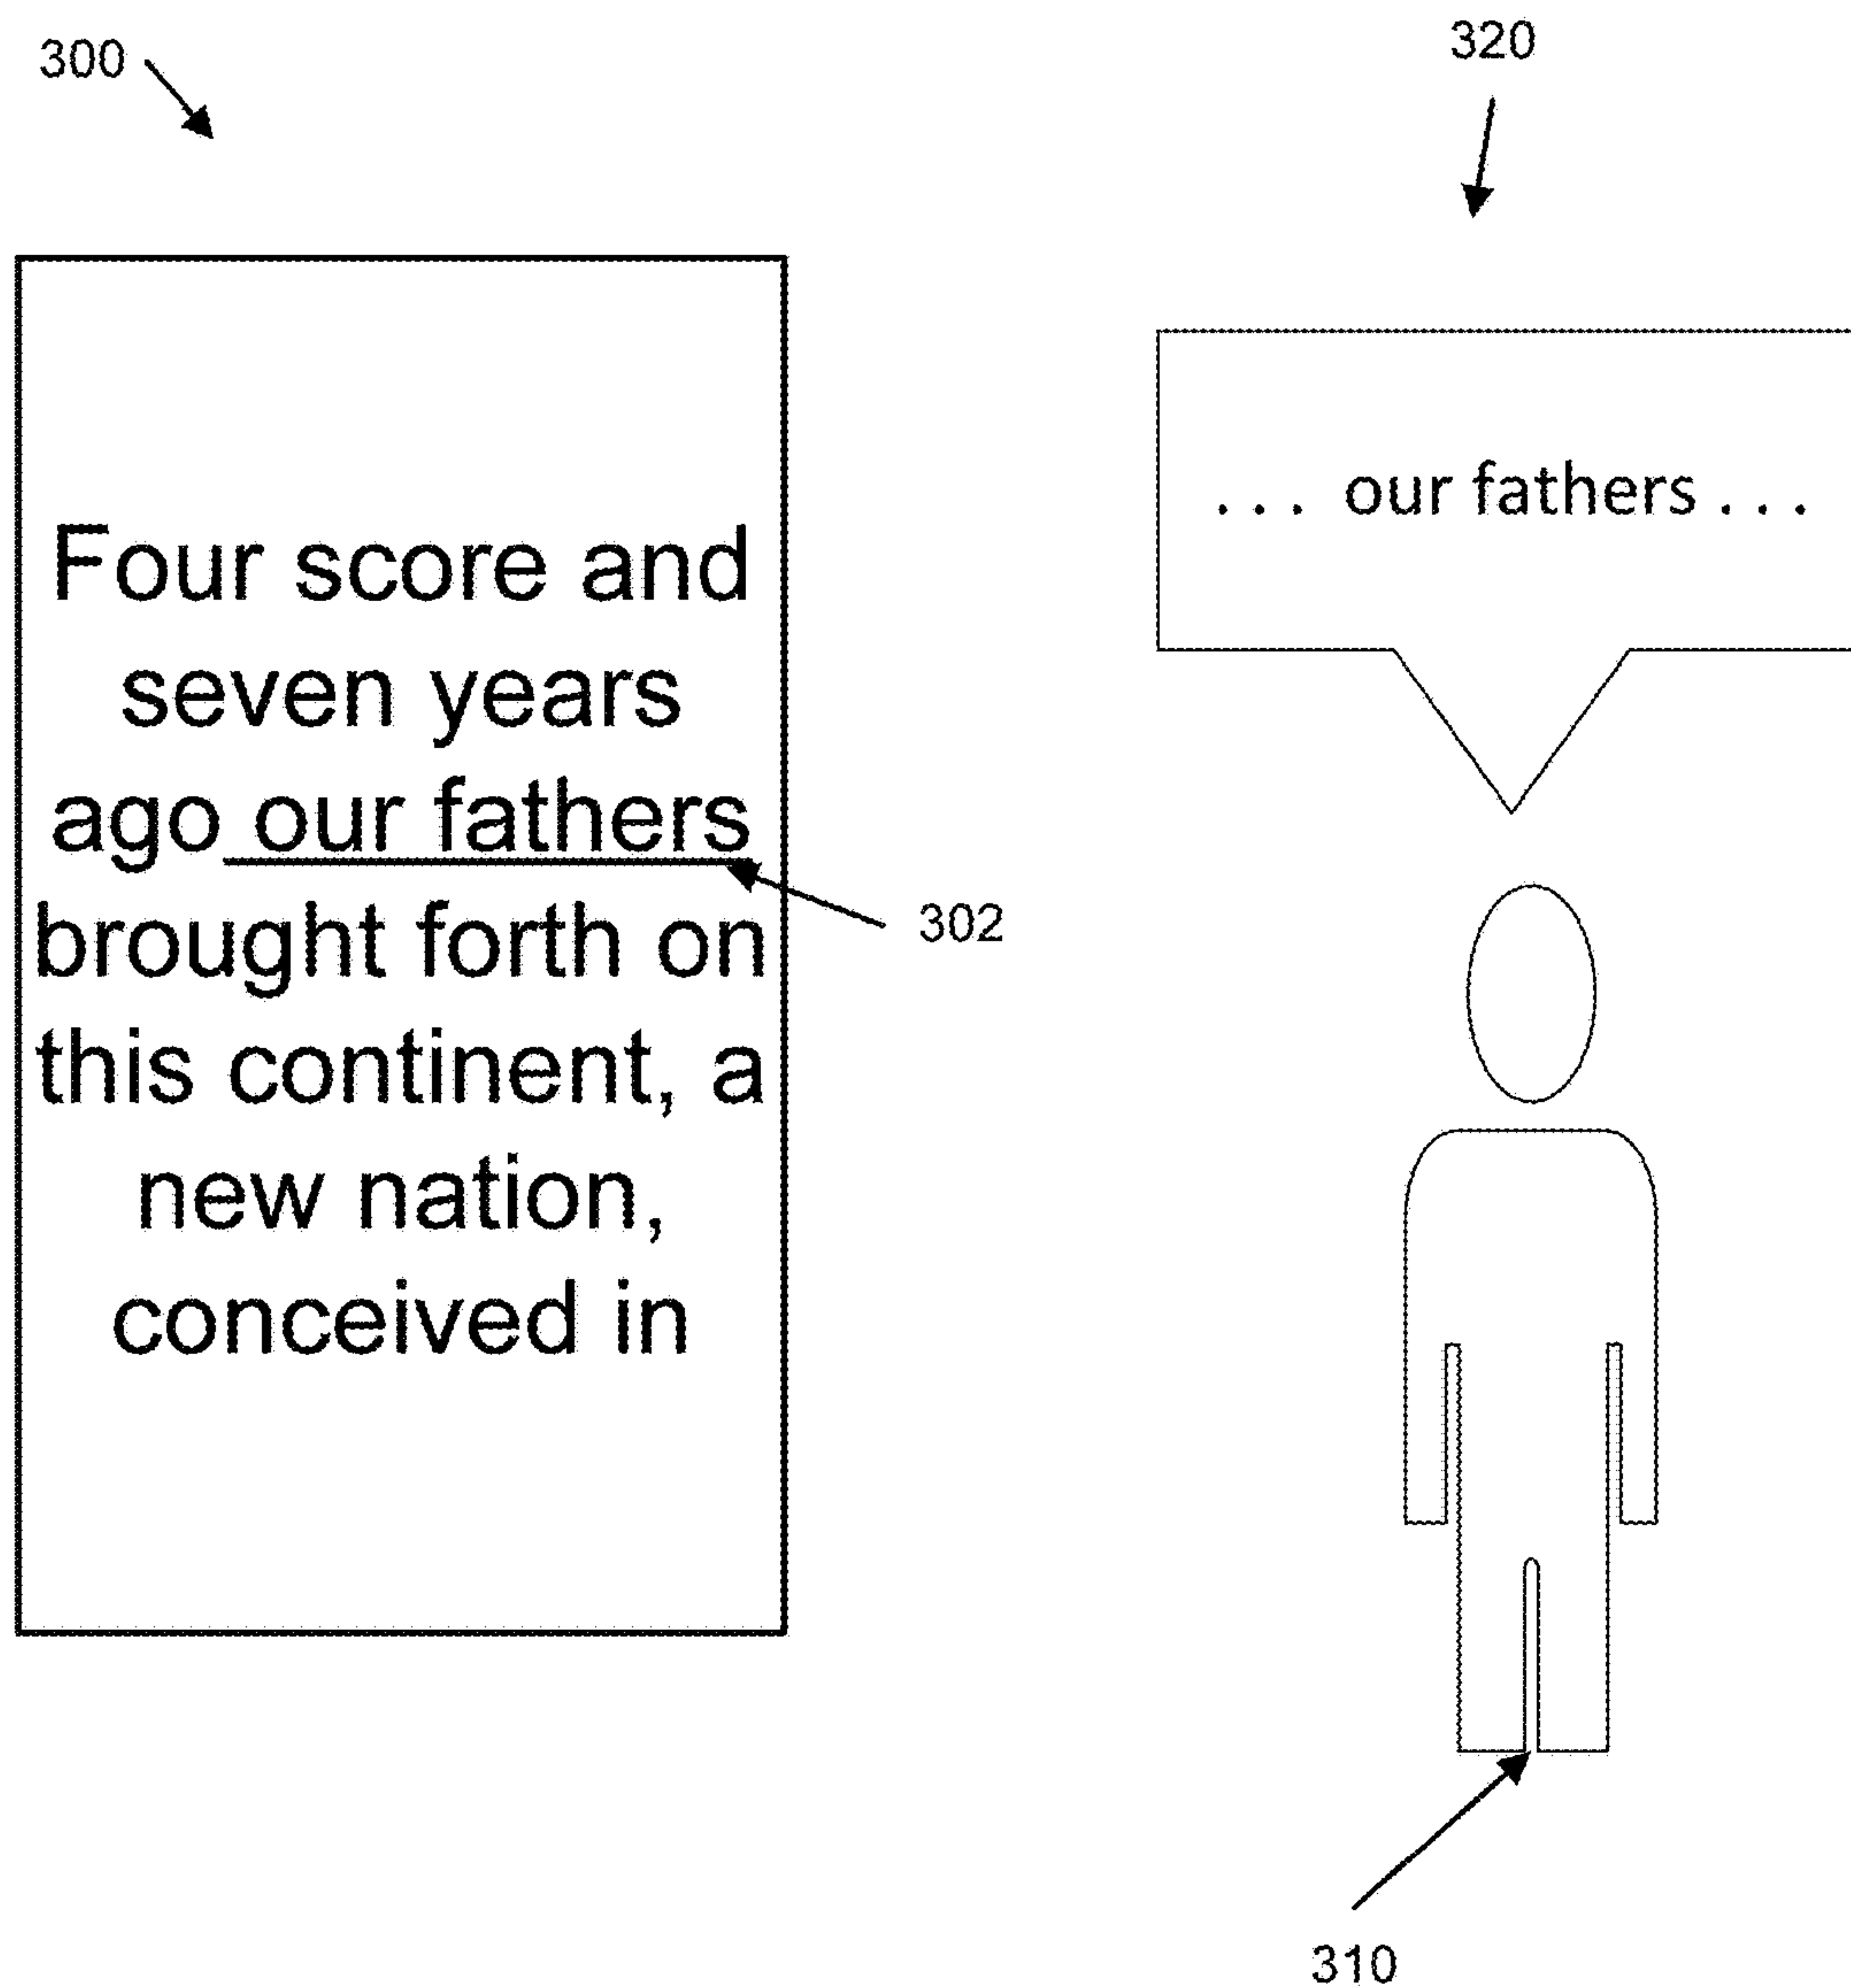 300
320
Four score and
seven years
ago our fathers
brought forth on
this continent, a
new nation,
conceived in
302
... our fathers ...
310